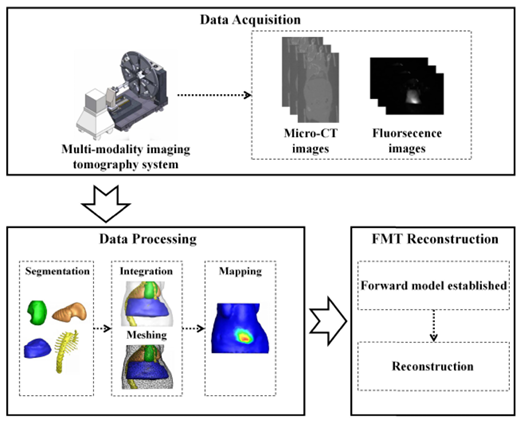 Data Acquisition
Multi-modality imaging
tomography system
Micro-CT
images
Fluorsecence
images
Data Processing
Segmentation
Integration
Meshing
Mapping
FMT Reconstruction
Forward model established
Reconstruction